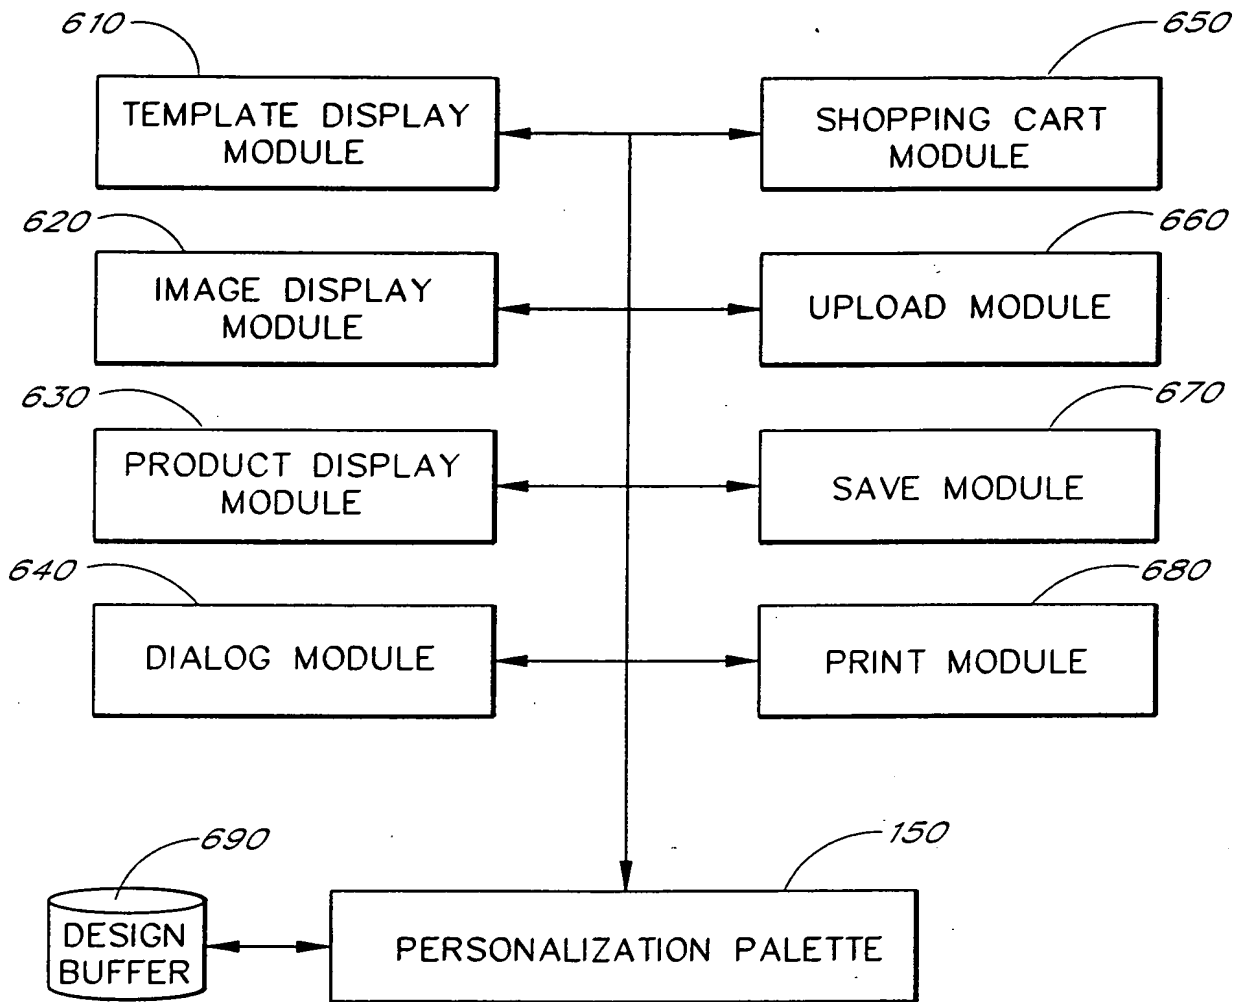 610
650
TEMPLATE DISPLAY
MODULE
SHOPPING CART
MODULE
620
660
IMAGE DISPLAY
MODULE
UPLOAD MODULE
630
670
PRODUCT DISPLAY
MODULE
SAVE MODULE
640
680
DIALOG MODULE
PRINT MODULE
690
150
DESIGN
BUFFER
PERSONALIZATION PALETTE